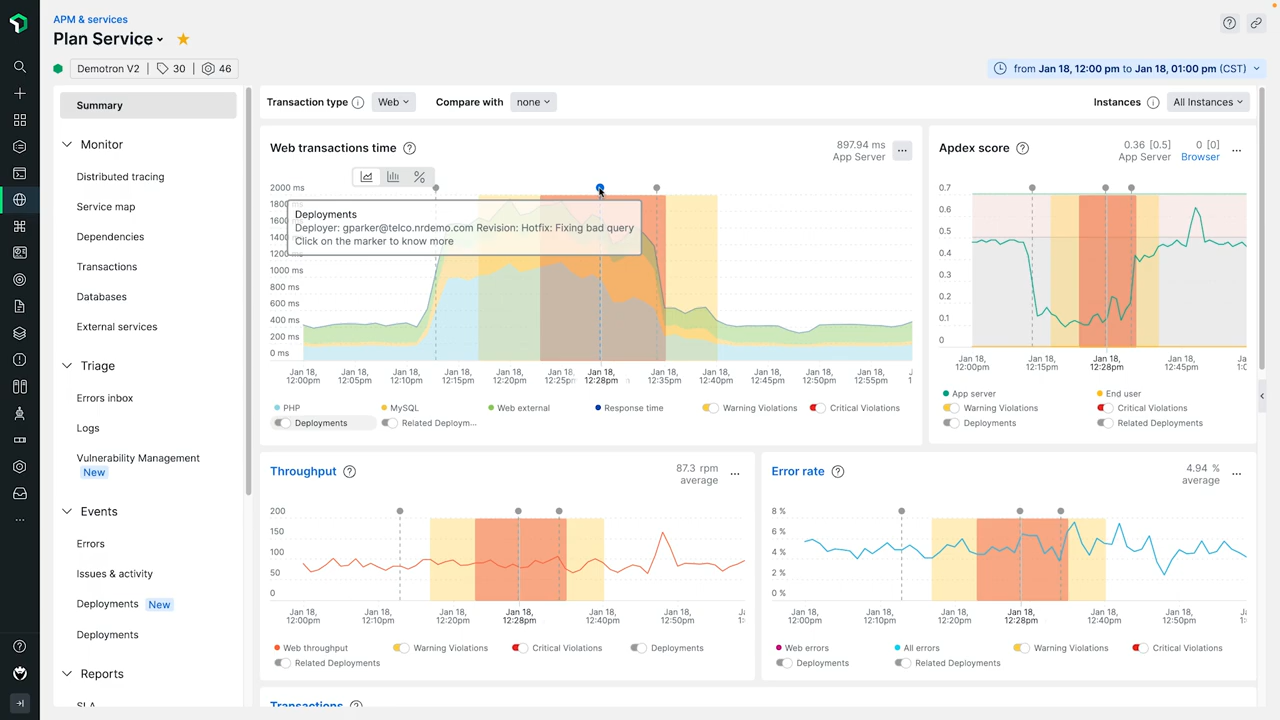 APM & services
Plan Service
Demotron V2 30 46
from Jan 18, 12:00 pm to Jan 18, 01:00 pm (CST)
Summary
Monitor
Distributed tracing
Service map
Dependencies
Transactions
Databases
External services
Triage
Errors inbox
Logs
Vulnerability Management
New
Events
Errors
Issues & activity
Deployments New
Deployments
Reports
SLA
Transaction type Web Compare with none
Instances All Instances
Web transactions time
897.94 ms
App Server
2000 ms
Deployments
Deployer: gparker@telco.nrdemo.com Revision: Hotfix: Fixing bad query
Click on the marker to know more
1000 ms
800 ms
600 ms
400 ms
200 ms
0 ms
Jan 18, 12:00pm
Jan 18, 12:05pm
Jan 18, 12:10pm
Jan 18, 12:15pm
Jan 18, 12:20pm
Jan 18, 12:25pm
Jan 18, 12:28pm
Jan 18, 12:35pm
Jan 18, 12:40pm
Jan 18, 12:45pm
Jan 18, 12:50pm
Jan 18, 12:55pm
PHP MySQL Web external Response time Warning Violations Critical Violations
Deployments Related Deploym...
Apdex score
0.36 [0.5] 0 [0]
App Server Browser
0.7
0.6
0.5
0.4
0.3
0.2
0.1
0
Jan 18, 12:00pm
Jan 18, 12:15pm
Jan 18, 12:28pm
Jan 18, 12:45pm
App server End user
Warning Violations Critical Violations
Deployments Related Deployments
Throughput
87.3 rpm
average
200
150
100
50
0
Jan 18, 12:00pm
Jan 18, 12:10pm
Jan 18, 12:20pm
Jan 18, 12:28pm
Jan 18, 12:40pm
Jan 18, 12:50pm
Web throughput Warning Violations Critical Violations Deployments
Related Deployments
Error rate
4.94 %
average
8 %
6 %
4 %
2 %
0 %
Jan 18, 12:00pm
Jan 18, 12:10pm
Jan 18, 12:20pm
Jan 18, 12:28pm
Jan 18, 12:40pm
Jan 18, 12:50pm
Web errors All errors Warning Violations Critical Violations
Deployments Related Deployments
Transactions